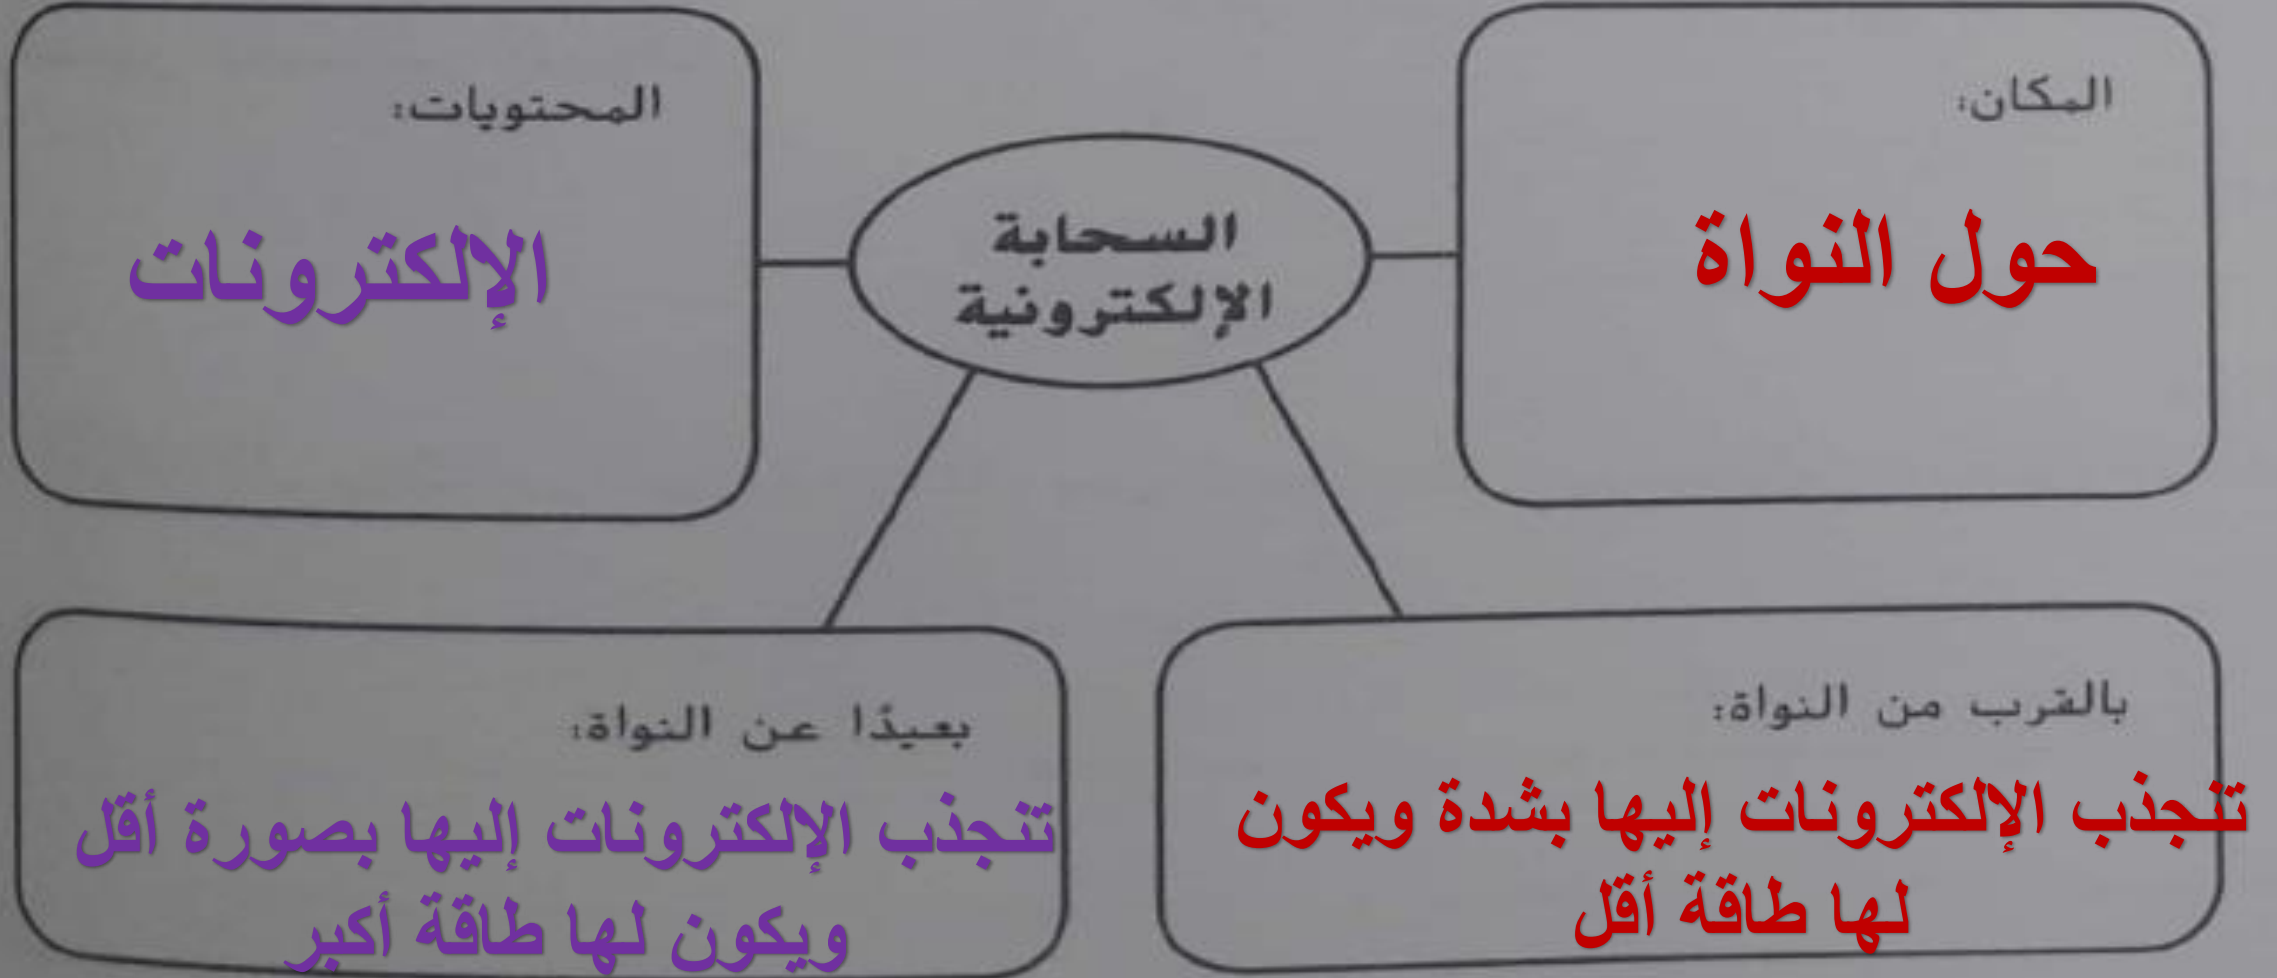 المكان:
حول النواة
السحابة
الإلكترونية
المحتويات:
الإلكترونات
بالقرب من النواة:
تنجذب الإلكترونات إليها بشدة ويكون
لها طاقة أقل
بعيدًا عن النواة:
تنجذب الإلكترونات إليها بصورة أقل
ويكون لها طاقة أكبر